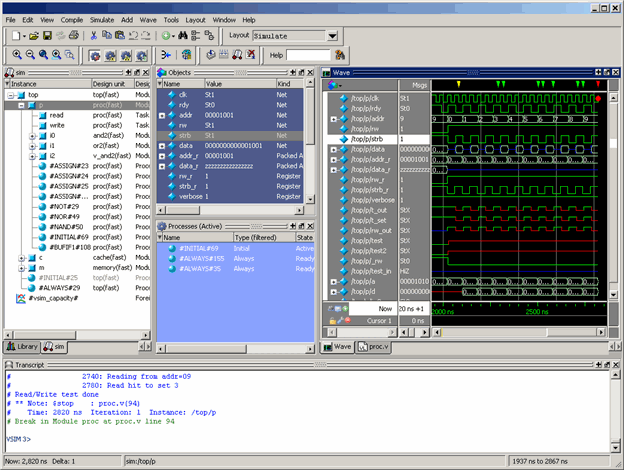 File Edit View Compile Simulate Add Wave Tools Layout Window Help
Layout Simulate
Help
sim
Instance Design unit Design
top top(fast) Modu
p proc(fast) Modu
read proc(fast) Task
write proc(fast) Task
i0 and2(fast) Modu
i1 or2(fast) Modu
i2 v_and2(fast) Modu
#ASSIGN#23 proc(fast) Proc
#ASSIGN#24 proc(fast) Proc
#ASSIGN#25 proc(fast) Proc
#ASSIGN#... proc(fast) Proc
#NOT#29 proc(fast) Proc
#NOR#49 proc(fast) Proc
#NAND#50 proc(fast) Proc
#INITIAL#69 proc(fast) Proc
#BUFIF1#108 proc(fast) Proc
c cache(fast) Modu
m memory(fast) Modu
#INITIAL#25 top(fast) Proc
#ALWAYS#29 top(fast) Proc
#vsim_capacity# Forei
Library sim
Objects
Name Value Kind
clk St1 Net
rdy St0 Net
addr 00001001 Net
rw St1 Net
strb St1 Net
data 0000000000001001 Net
addr_r 00001001 Packed A
data_r zzzzzzzzzzzzzzzz Packed A
rw_r 1 Register
strb_r 1 Register
verbose 1 Register
Processes (Active)
Name Type (filtered) State
#INITIAL#69 Initial Active
#ALWAYS#155 Always Ready
#ALWAYS#35 Always Ready
Wave
Msgs
/top/p/clk St1
/top/p/rdy St0
/top/p/addr 9
/top/p/rw 1
/top/p/strb 1
/top/p/data
/top/p/addr_r 00001001
/top/p/data_r
/top/p/rw_r 1
/top/p/strb_r 1
/top/p/verbose 1
/top/p/t_out StX
/top/p/t_set StX
/top/p/rw_out StX
/top/p/test StX
/top/p/test2 StX
/top/p/_rw St0
/top/p/test_in HiZ
/top/p/a 00001010
/top/p/d
Now 20 ns +1
Cursor 1 0 ns
2000 ns 2500 ns
Wave proc.v
Transcript
# 2740: Reading from addr=09
# 2780: Read hit to set 3
# Read/Write test done
# ** Note: $stop : proc.v(94)
# Time: 2820 ns Iteration: 1 Instance: /top/p
# Break in Module proc at proc.v line 94
VSIM 3>
Now: 2,820 ns Delta: 1 sim:/top/p 1937 ns to 2867 ns